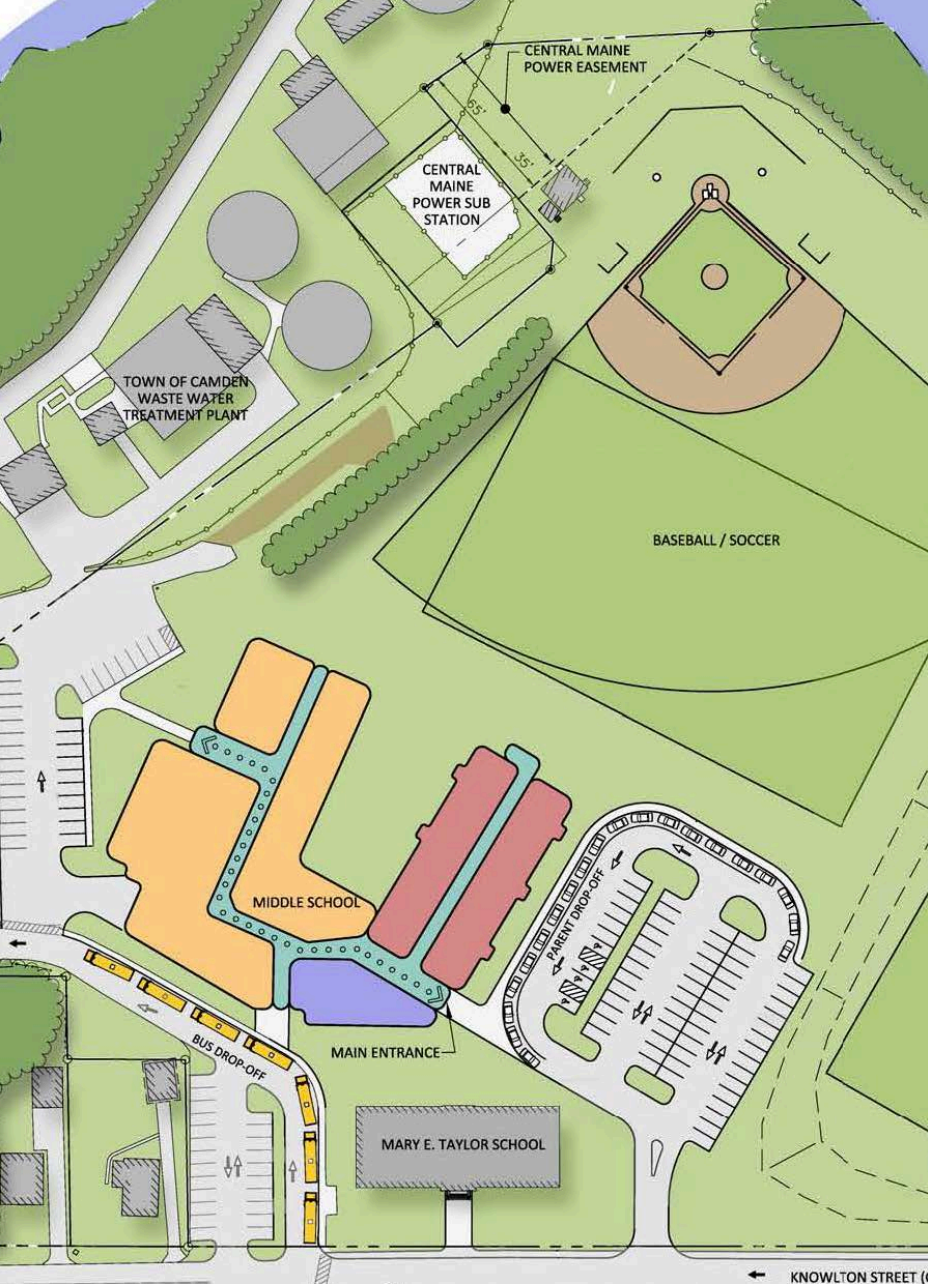 CENTRAL MAINE
POWER EASEMENT
65'
35'
CENTRAL
MAINE
POWER SUB
STATION
TOWN OF CAMDEN
WASTE WATER
TREATMENT PLANT
BASEBALL / SOCCER
MIDDLE SCHOOL
PARENT DROP-OFF
BUS DROP-OFF
MAIN ENTRANCE
MARY E. TAYLOR SCHOOL
KNOWLTON STREET (